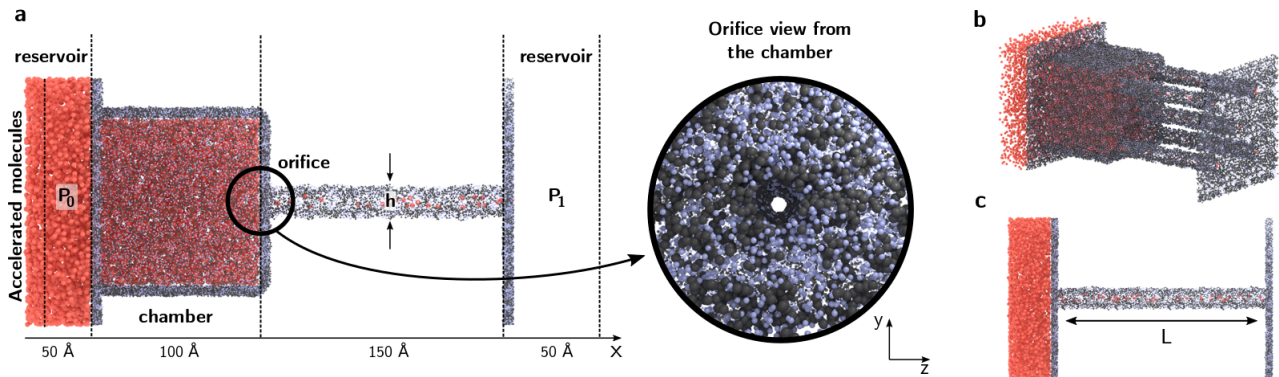 a
reservoir
reservoir
Accelerated molecules
P0
orifice
h
P1
chamber
50 Å
100 Å
150 Å
50 Å
X
Orifice view from
the chamber
y
z
b
c
L